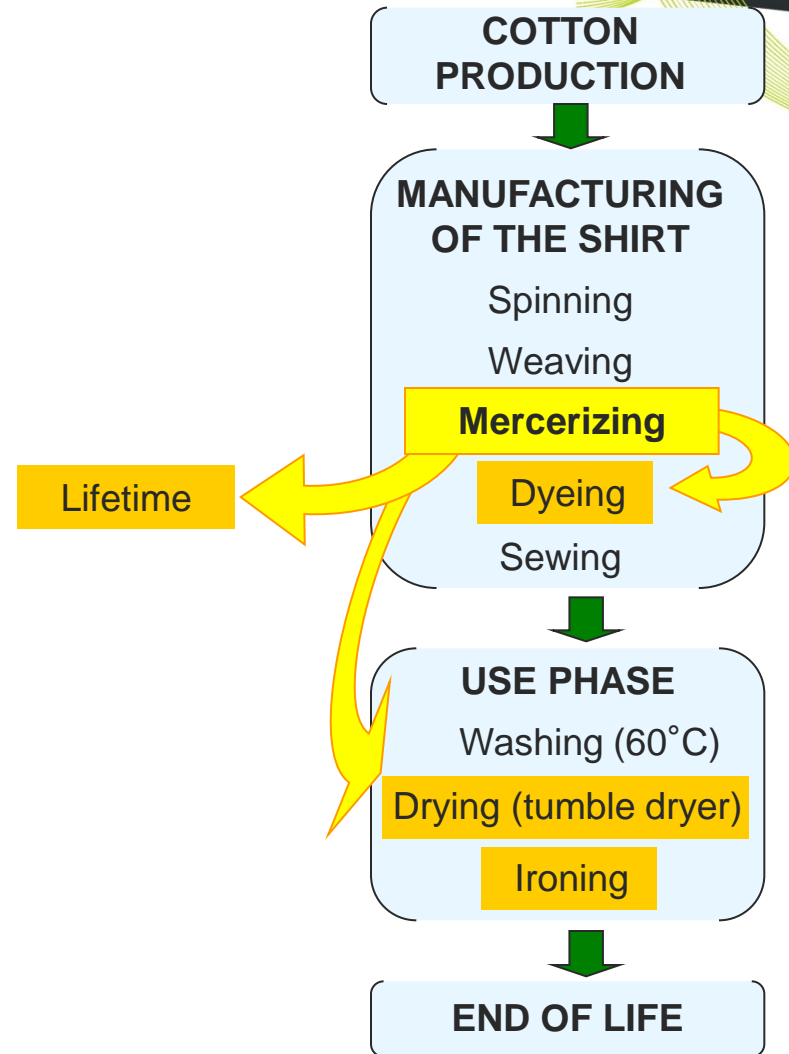 COTTON
PRODUCTION
MANUFACTURING
OF THE SHIRT
Spinning
Weaving
Mercerizing
Lifetime
Dyeing
Sewing
USE PHASE
Washing (60°C)
Drying (tumble dryer)
Ironing
END OF LIFE